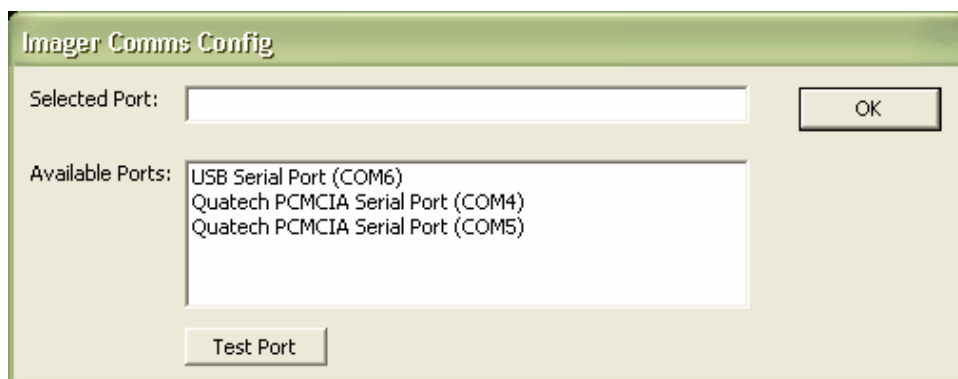 Imager Comms Config
Selected Port:
OK
Available Ports:
USB Serial Port (COM6)
Quatech PCMCIA Serial Port (COM4)
Quatech PCMCIA Serial Port (COM5)
Test Port